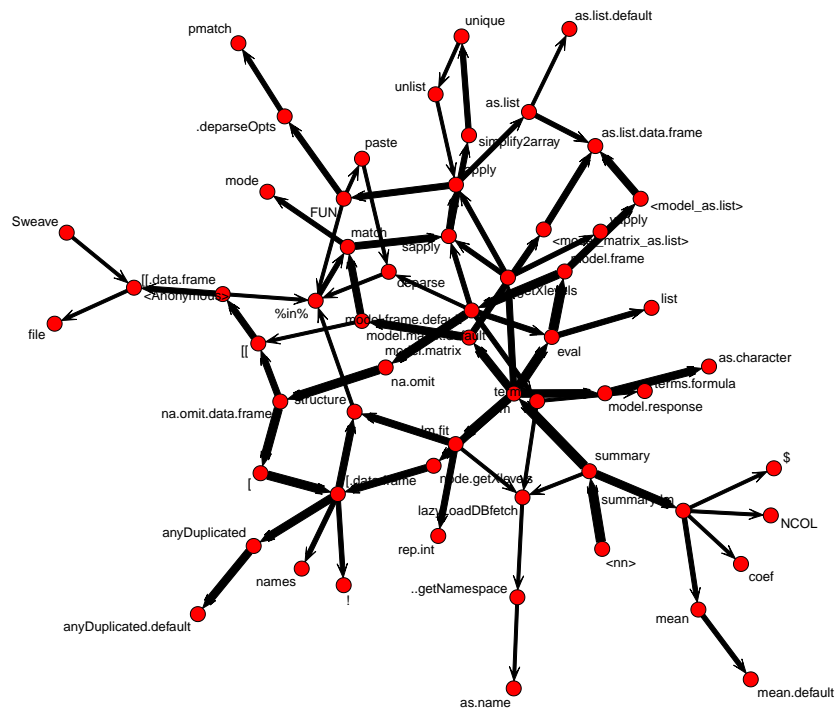 as.list.default
unique
pmatch
unlist
as.list
.deparseOpts
simplify2array
as.list.data.frame
paste
mode
FUN
<model_as.list>
Sweave
match
sapply
<model_matrix_as.list>
model.frame
[[.data.frame
<Anonymous>
deparse
%in%
list
file
model.frame.default
eval
model.matrix
[[
as.character
na.omit
terms.formula
structure
na.omit.data.frame
model.response
lm.fit
summary
$
[
[.data.frame
node.getXlevels
summary.lm
lazyLoadDBfetch
NCOL
anyDuplicated
rep.int
<nn>
coef
names
!
..getNamespace
mean
anyDuplicated.default
as.name
mean.default